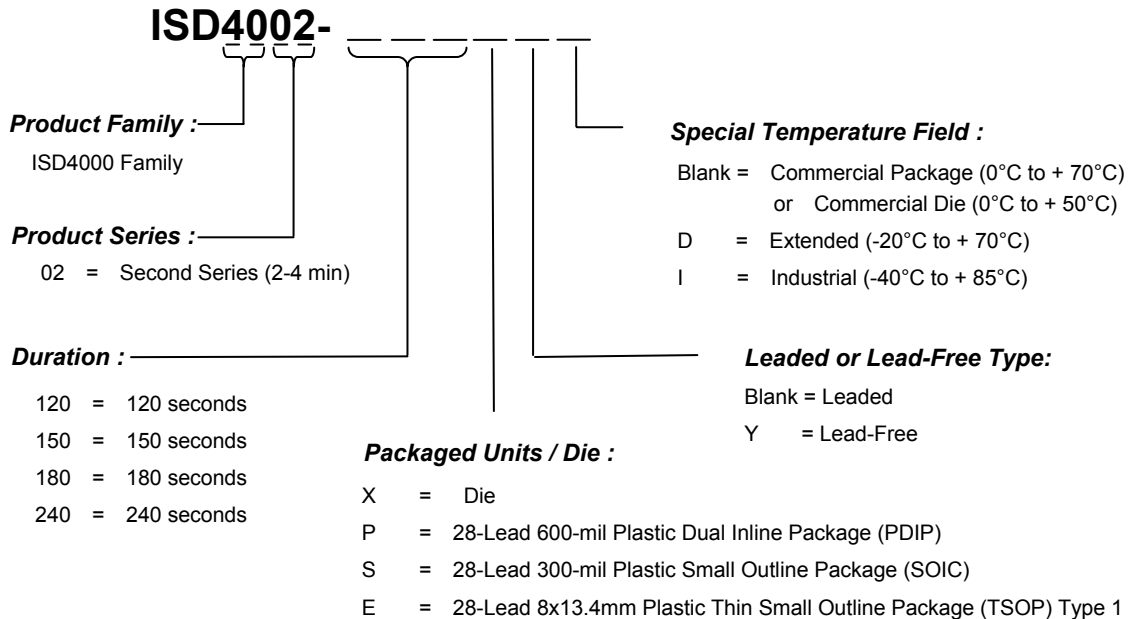 ISD4002- _ _ _ _ _ _
Product Family :
ISD4000 Family
Product Series :
02 = Second Series (2-4 min)
Duration :
120 = 120 seconds
150 = 150 seconds
180 = 180 seconds
240 = 240 seconds
Special Temperature Field :
Blank = Commercial Package (0°C to + 70°C)
or Commercial Die (0°C to + 50°C)
D = Extended (-20°C to + 70°C)
I = Industrial (-40°C to + 85°C)
Leaded or Lead-Free Type:
Blank = Leaded
Y = Lead-Free
Packaged Units / Die :
X = Die
P = 28-Lead 600-mil Plastic Dual Inline Package (PDIP)
S = 28-Lead 300-mil Plastic Small Outline Package (SOIC)
E = 28-Lead 8x13.4mm Plastic Thin Small Outline Package (TSOP) Type 1